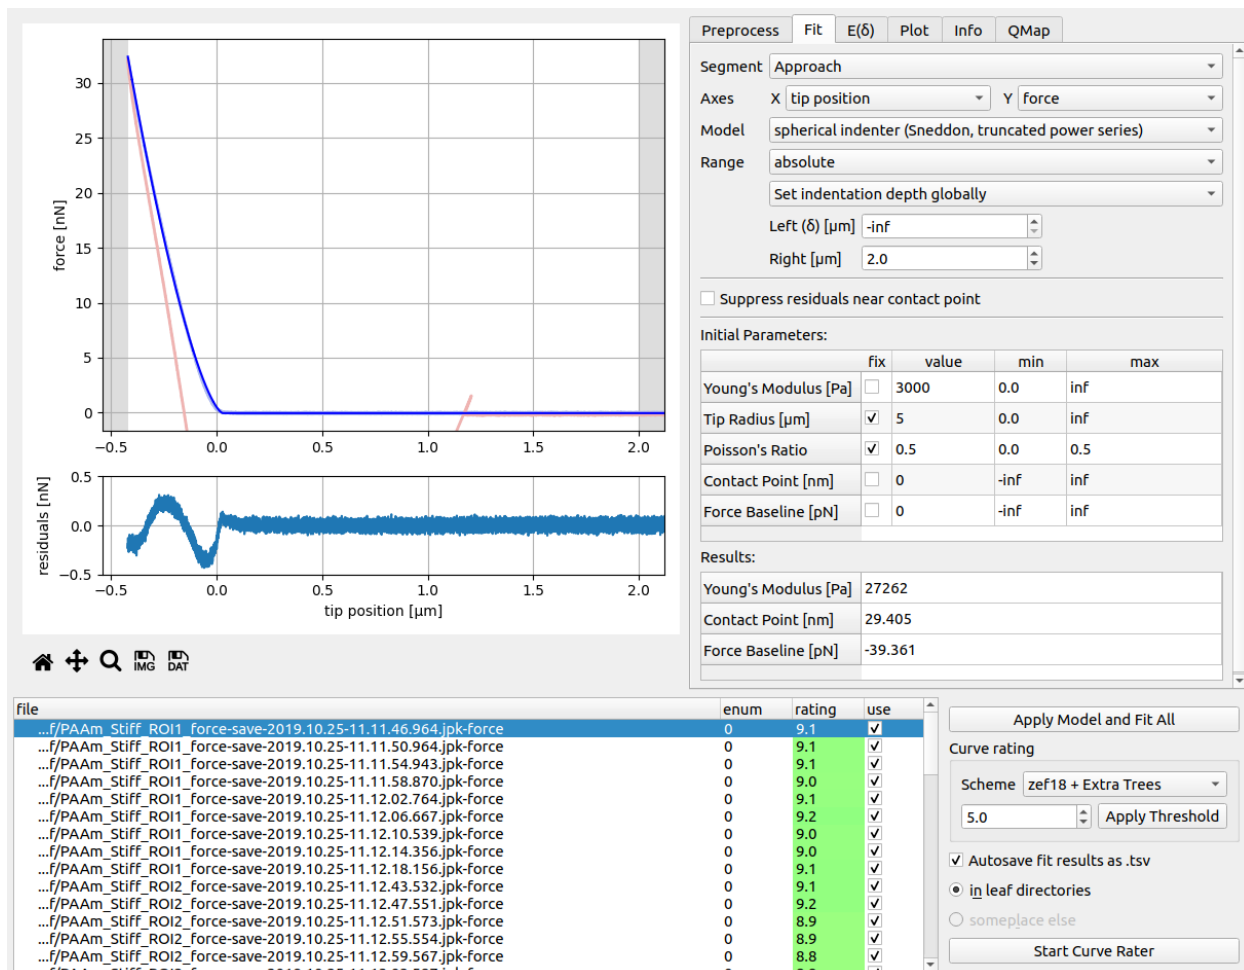 Preprocess Fit E(δ) Plot Info QMap
Segment Approach
Axes X tip position Y force
Model spherical indenter (Sneddon, truncated power series)
Range absolute
Set indentation depth globally
Left (δ) [µm] -inf
Right [µm] 2.0
Suppress residuals near contact point
Initial Parameters:
fix value min max
Young's Modulus [Pa] 3000 0.0 inf
Tip Radius [µm] 5 0.0 inf
Poisson's Ratio 0.5 0.0 0.5
Contact Point [nm] 0 -inf inf
Force Baseline [pN] 0 -inf inf
Results:
Young's Modulus [Pa] 27262
Contact Point [nm] 29.405
Force Baseline [pN] -39.361
force [nN]
30
25
20
15
10
5
0
−0.5 0.0 0.5 1.0 1.5 2.0
residuals [nN]
0.5
0.0
−0.5
−0.5 0.0 0.5 1.0 1.5 2.0
tip position [µm]
IMG DAT
file enum rating use
...f/PAAm_Stiff_ROI1_force-save-2019.10.25-11.11.46.964.jpk-force 0 9.1
...f/PAAm_Stiff_ROI1_force-save-2019.10.25-11.11.50.964.jpk-force 0 9.1
...f/PAAm_Stiff_ROI1_force-save-2019.10.25-11.11.54.943.jpk-force 0 9.1
...f/PAAm_Stiff_ROI1_force-save-2019.10.25-11.11.58.870.jpk-force 0 9.0
...f/PAAm_Stiff_ROI1_force-save-2019.10.25-11.12.02.764.jpk-force 0 9.1
...f/PAAm_Stiff_ROI1_force-save-2019.10.25-11.12.06.667.jpk-force 0 9.2
...f/PAAm_Stiff_ROI1_force-save-2019.10.25-11.12.10.539.jpk-force 0 9.0
...f/PAAm_Stiff_ROI1_force-save-2019.10.25-11.12.14.356.jpk-force 0 9.0
...f/PAAm_Stiff_ROI1_force-save-2019.10.25-11.12.18.156.jpk-force 0 9.1
...f/PAAm_Stiff_ROI2_force-save-2019.10.25-11.12.43.532.jpk-force 0 9.1
...f/PAAm_Stiff_ROI2_force-save-2019.10.25-11.12.47.551.jpk-force 0 9.2
...f/PAAm_Stiff_ROI2_force-save-2019.10.25-11.12.51.573.jpk-force 0 8.9
...f/PAAm_Stiff_ROI2_force-save-2019.10.25-11.12.55.554.jpk-force 0 8.9
...f/PAAm_Stiff_ROI2_force-save-2019.10.25-11.12.59.567.jpk-force 0 8.8
Apply Model and Fit All
Curve rating
Scheme zef18 + Extra Trees
5.0 Apply Threshold
Autosave fit results as .tsv
in leaf directories
someplace else
Start Curve Rater